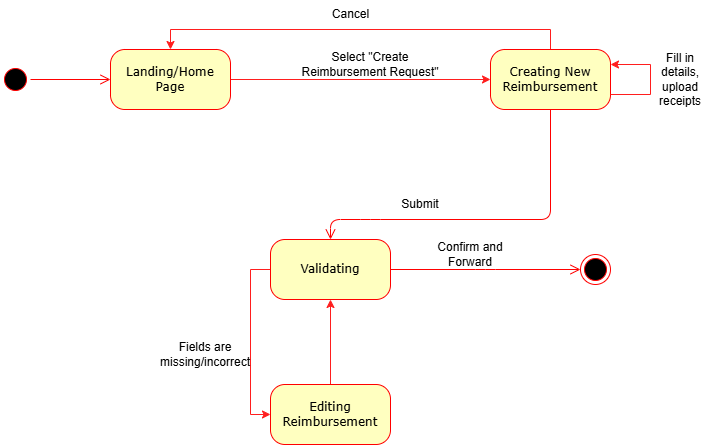 Cancel
Landing/Home
Page
Select "Create
Reimbursement Request"
Creating New
Reimbursement
Fill in
details,
upload
receipts
Submit
Validating
Confirm and
Forward
Fields are
missing/incorrect
Editing
Reimbursement